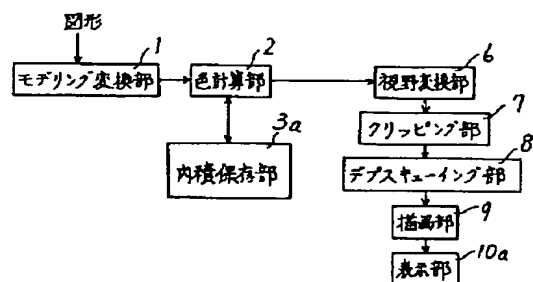 図形
1
モデリング変換部
2
色計算部
3a
内積保存部
6
視野変換部
7
クリッピング部
8
デプスキューイング部
9
描画部
10a
表示部